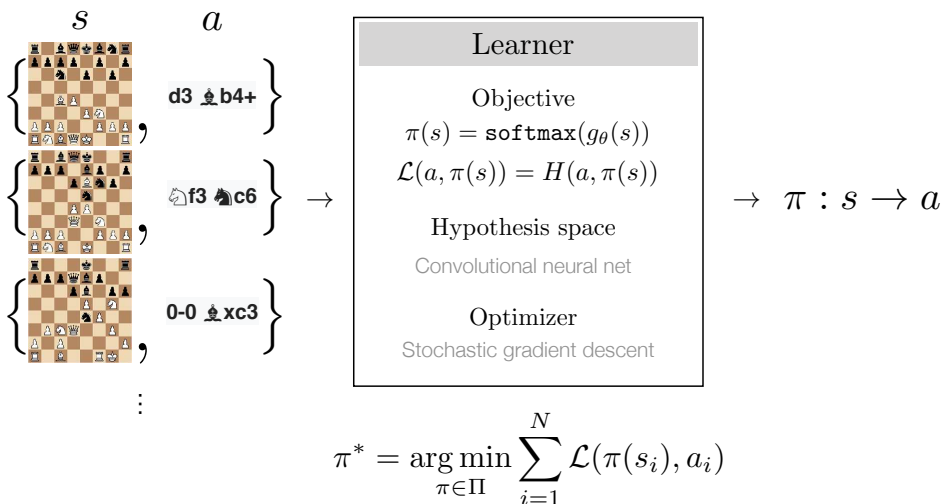 s a
Learner
Objective
π(s) = softmax(g_θ(s))
ℒ(a, π(s)) = H(a, π(s))
Hypothesis space
Convolutional neural net
Optimizer
Stochastic gradient descent
{ , d3 ♝b4+ }
{ , ♘f3 ♞c6 }
{ , 0-0 ♝xc3 }
⋮
→
→ π : s → a
π* = arg min_{π∈Π} ∑_{i=1}^{N} ℒ(π(s_i), a_i)